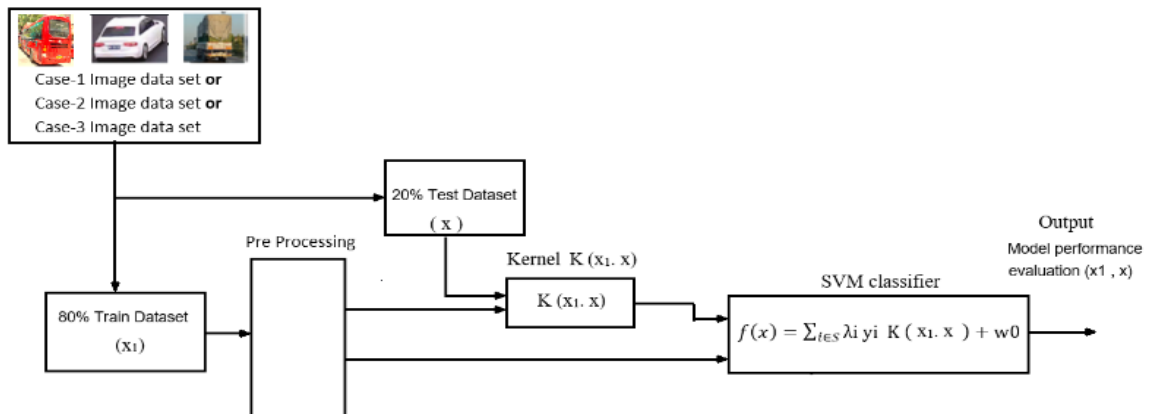 Case-1 Image data set or
Case-2 Image data set or
Case-3 Image data set
20% Test Dataset
( x )
Pre Processing
80% Train Dataset
(x₁)
Kernel K (x₁. x)
K (x₁. x)
SVM classifier
f(x) = ∑i∈S λi yi K ( x₁. x ) + w0
Output
Model performance
evaluation (x1 , x)